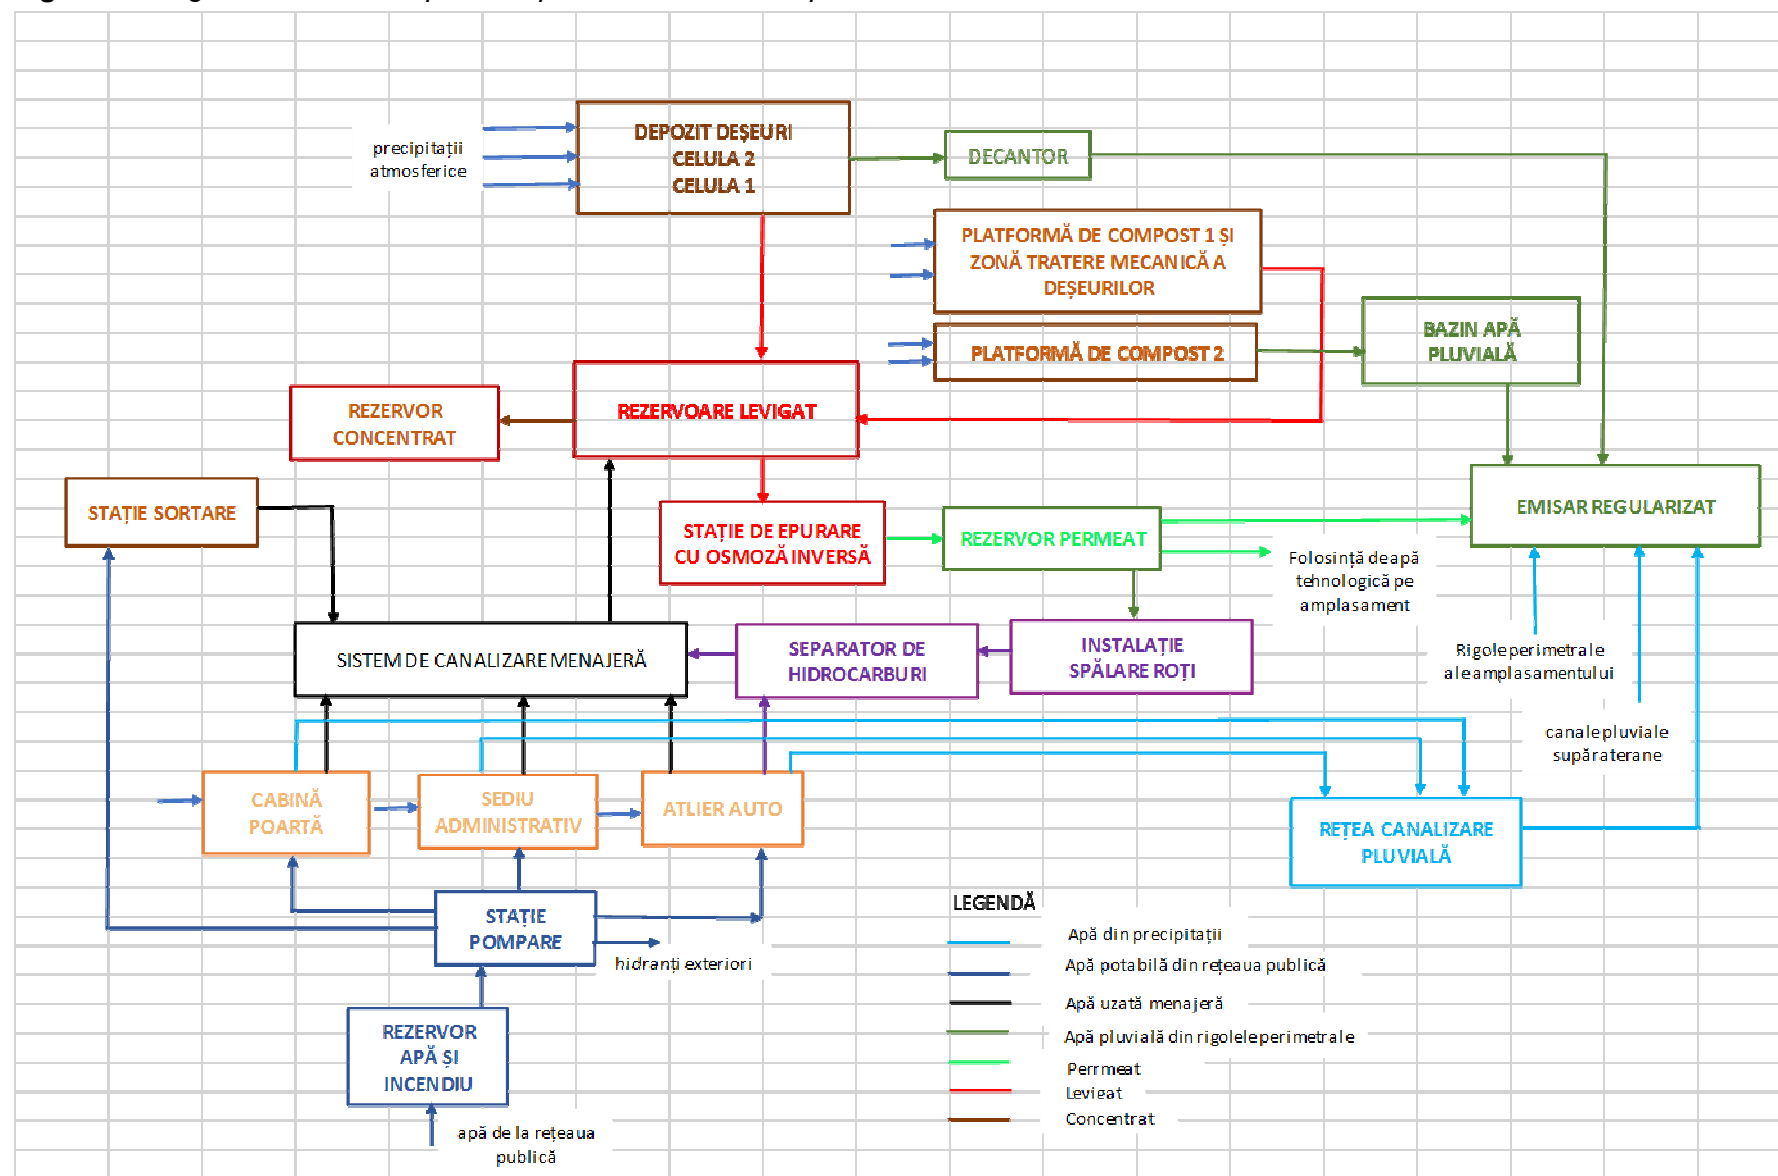 precipitații
atmosferice
DEPOZIT DEȘEURI
CELULA 2
CELULA 1
DECANTOR
PLATFORMĂ DE COMPOST 1 ȘI
ZONĂ TRATERE MECANICĂ A
DEȘEURILOR
PLATFORMĂ DE COMPOST 2
BAZIN APĂ
PLUVIALĂ
REZERVOR
CONCENTRAT
REZERVOARE LEVIGAT
STAȚIE SORTARE
STAȚIE DE EPURARE
CU OSMOZĂ INVERSĂ
REZERVOR PERMEAT
EMISAR REGULARIZAT
Folosință de apă
tehnologică pe
amplasament
SISTEM DE CANALIZARE MENAJERĂ
SEPARATOR DE
HIDROCARBURI
INSTALAȚIE
SPĂLARE ROȚI
Rigole perimetrale
ale amplasamentului
canale pluviale
supăraterane
CABINĂ
POARTĂ
SEDIU
ADMINISTRATIV
ATLIER AUTO
REȚEA CANALIZARE
PLUVIALĂ
STAȚIE
POMPARE
hidranți exteriori
REZERVOR
APĂ ȘI
INCENDIU
apă de la rețeaua
publică
LEGENDĂ
Apă din precipitații
Apă potabilă din rețeaua publică
Apă uzată menajeră
Apă pluvială din rigolele perimetrale
Perrmeat
Levigat
Concentrat